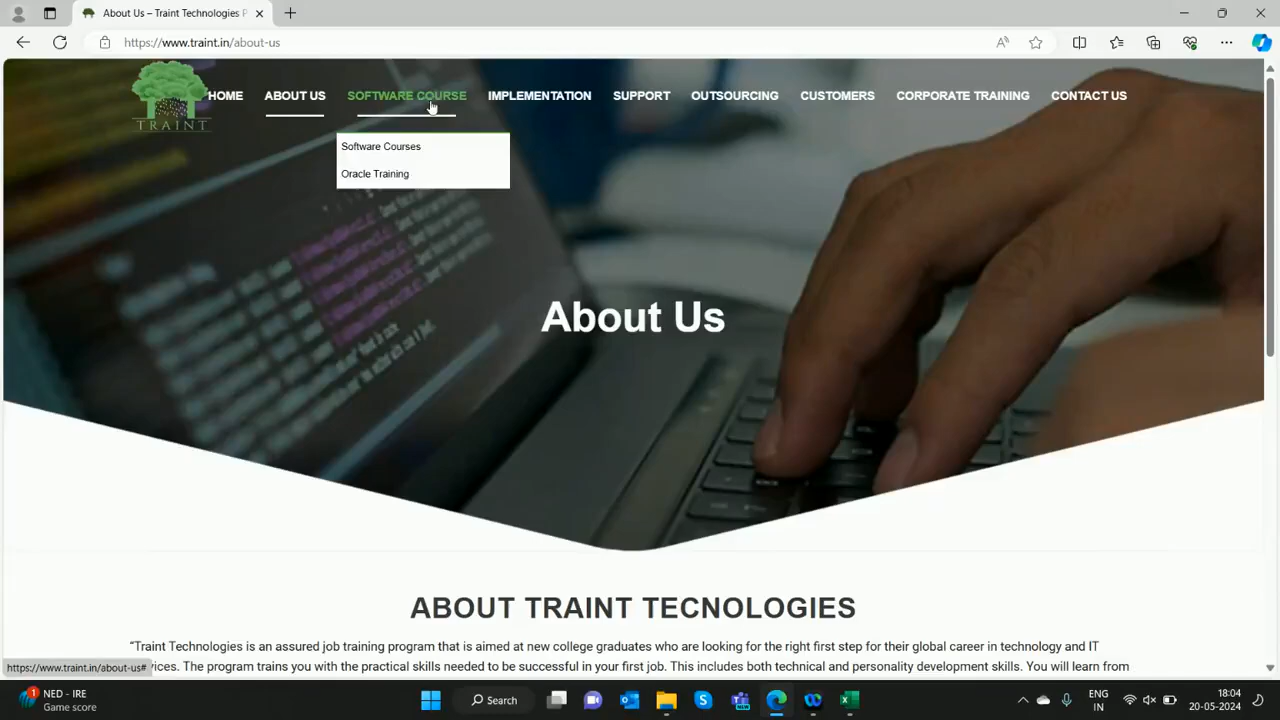 About Us – Traint Technologies P
https://www.traint.in/about-us
TRAINT
HOME ABOUT US SOFTWARE COURSE IMPLEMENTATION SUPPORT OUTSOURCING CUSTOMERS CORPORATE TRAINING CONTACT US
Software Courses
Oracle Training
About Us
ABOUT TRAINT TECNOLOGIES
“Traint Technologies is an assured job training program that is aimed at new college graduates who are looking for the right first step for their global career in technology and IT
vices. The program trains you with the practical skills needed to be successful in your first job. This includes both technical and personality development skills. You will learn from
https://www.traint.in/about-us#
1
NED - IRE
Game score
Search
ENG
IN
18:04
20-05-2024